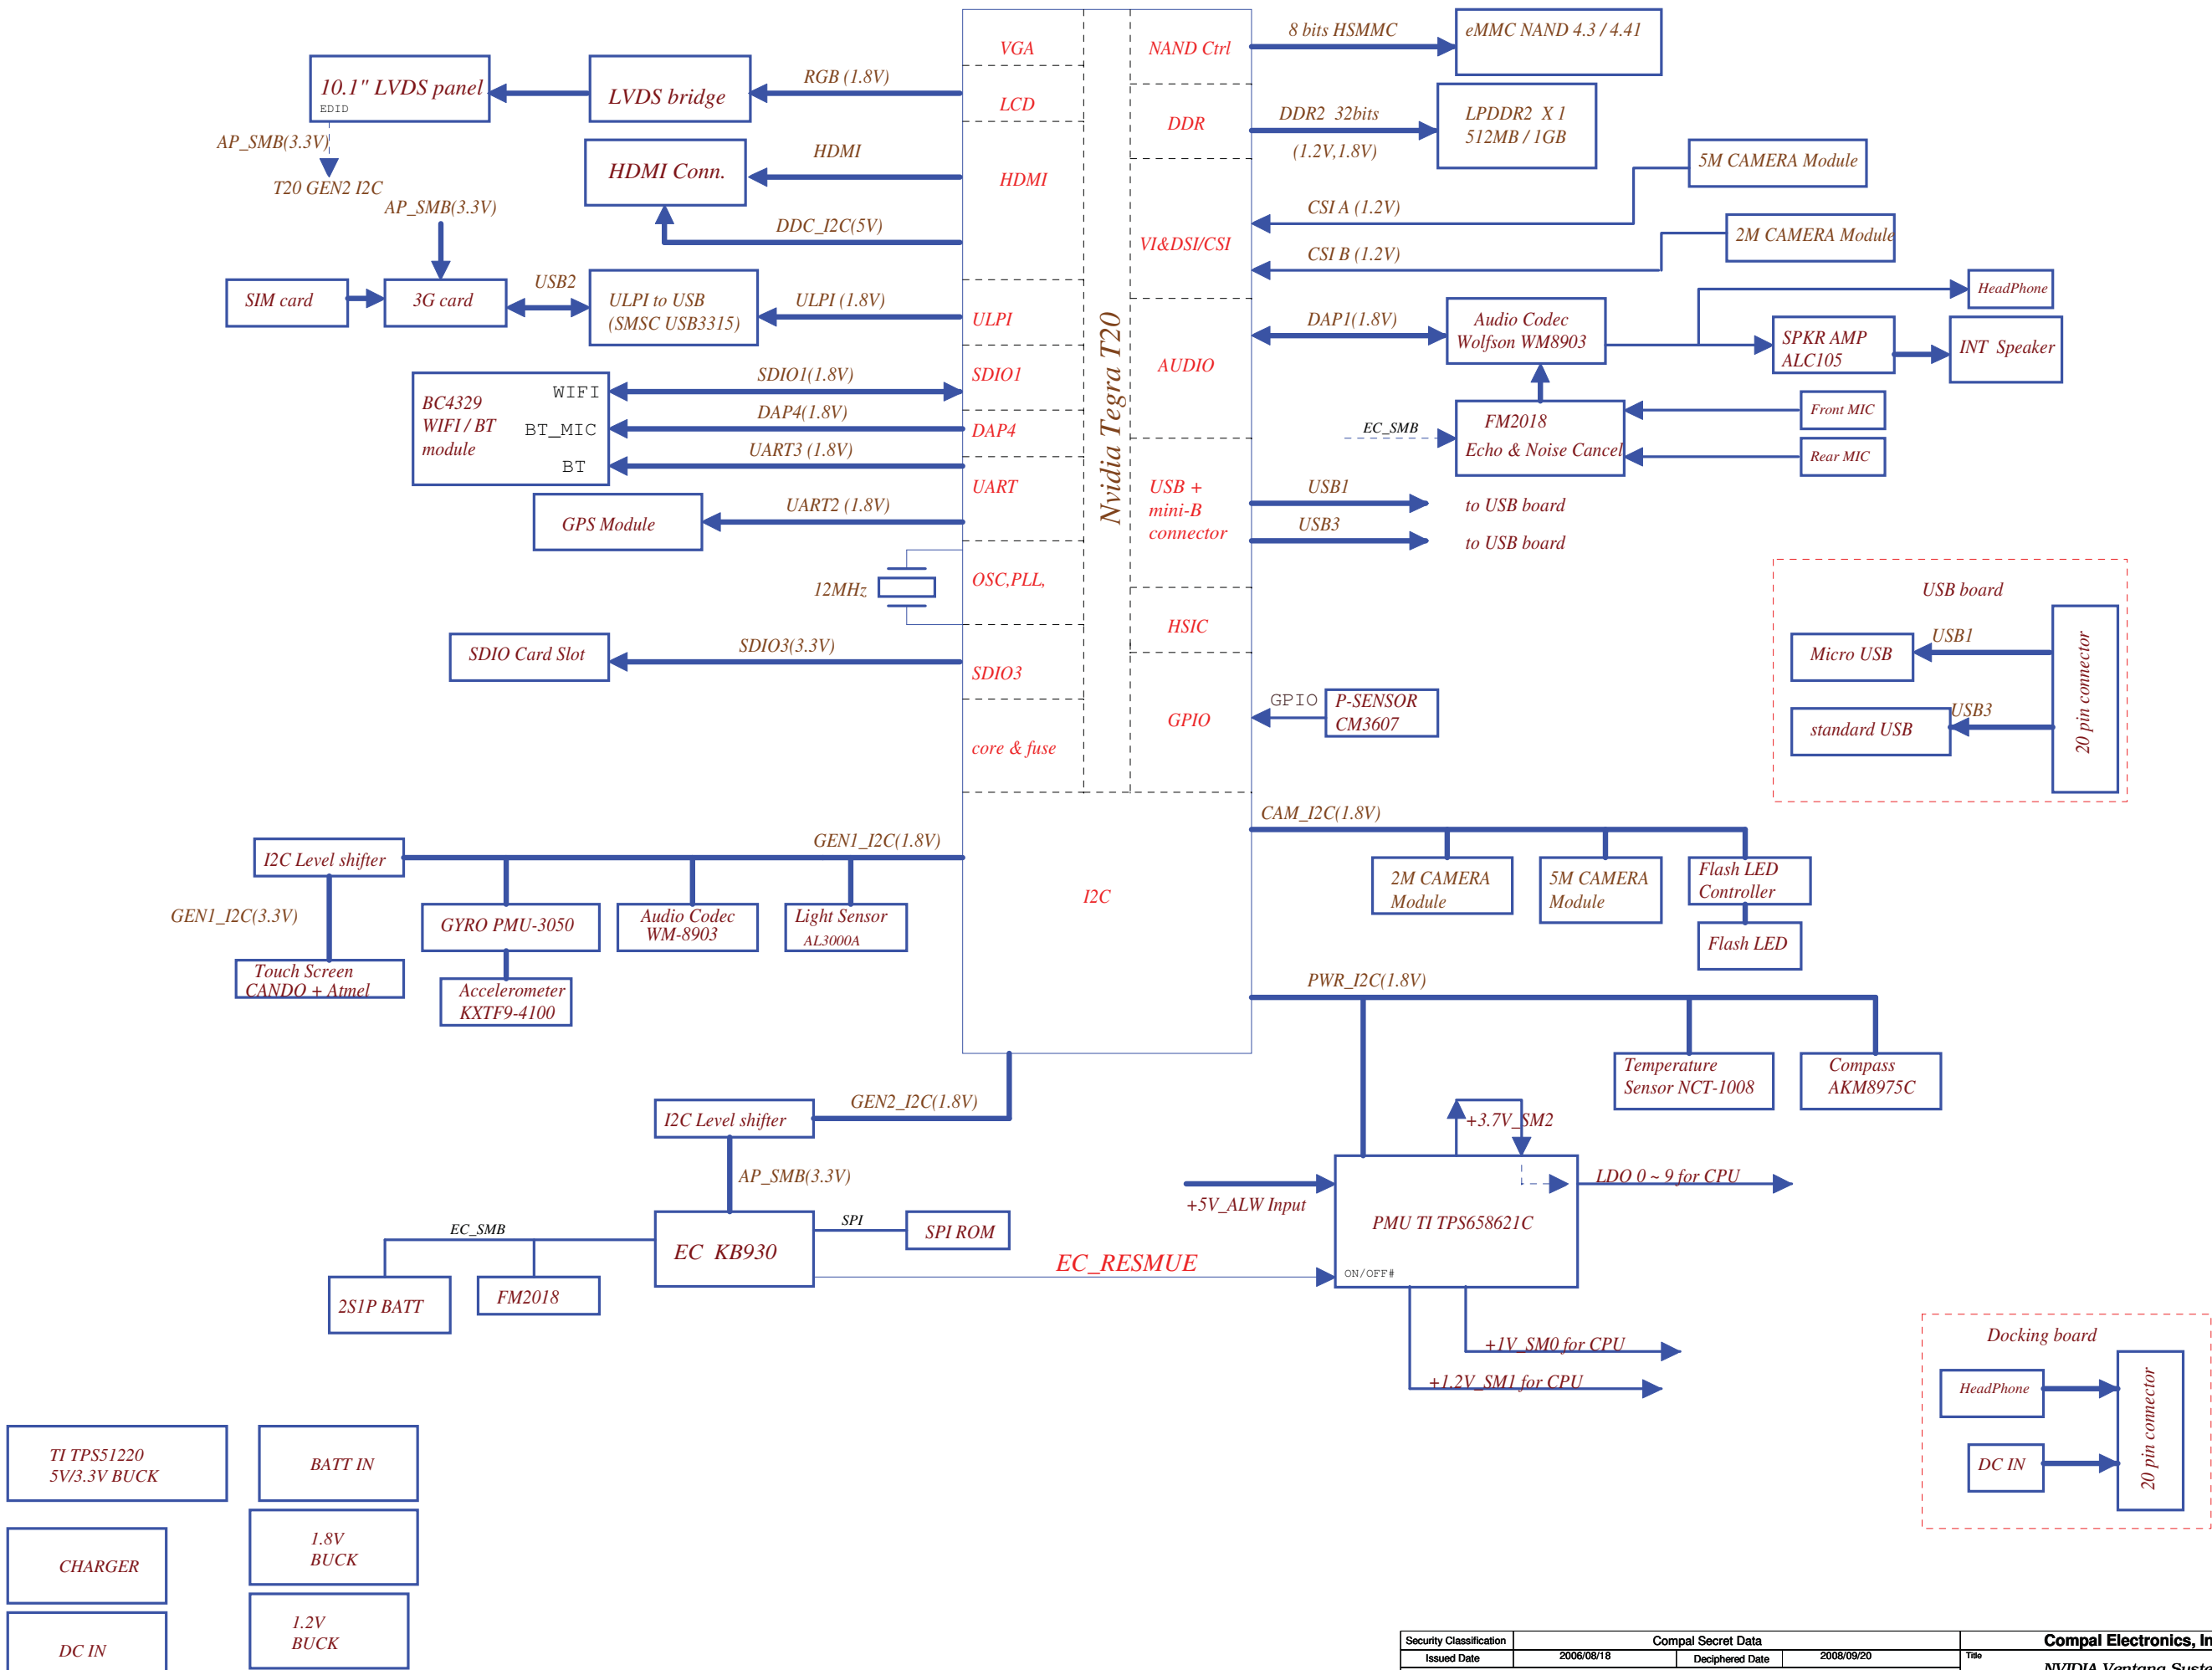 VGA
LCD
HDMI
ULPI
SDIO1
DAP4
UART
OSC,PLL,
SDIO3
core & fuse
Nvidia Tegra T20
NAND Ctrl
DDR
VI&DSI/CSI
AUDIO
USB +
mini-B
connector
HSIC
GPIO
I2C
10.1" LVDS panel
EDID
LVDS bridge
RGB (1.8V)
AP_SMB(3.3V)
T20 GEN2 I2C
HDMI Conn.
HDMI
DDC_I2C(5V)
AP_SMB(3.3V)
SIM card
3G card
USB2
ULPI to USB
(SMSC USB3315)
ULPI (1.8V)
BC4329
WIFI / BT
module
WIFI
BT_MIC
BT
SDIO1(1.8V)
DAP4(1.8V)
UART3 (1.8V)
GPS Module
UART2 (1.8V)
12MHz
SDIO Card Slot
SDIO3(3.3V)
8 bits HSMMC
eMMC NAND 4.3 / 4.41
DDR2 32bits
(1.2V,1.8V)
LPDDR2 X 1
512MB / 1GB
CSI A (1.2V)
5M CAMERA Module
CSI B (1.2V)
2M CAMERA Module
DAP1(1.8V)
Audio Codec
Wolfson WM8903
HeadPhone
SPKR AMP
ALC105
INT Speaker
EC_SMB
FM2018
Echo & Noise Cancel
Front MIC
Rear MIC
USB1
to USB board
USB3
to USB board
USB board
Micro USB
USB1
standard USB
USB3
20 pin connector
GPIO
P-SENSOR
CM3607
I2C Level shifter
GEN1_I2C(1.8V)
GEN1_I2C(3.3V)
Touch Screen
CANDO + Atmel
GYRO PMU-3050
Accelerometer
KXTF9-4100
Audio Codec
WM-8903
Light Sensor
AL3000A
CAM_I2C(1.8V)
2M CAMERA
Module
5M CAMERA
Module
Flash LED
Controller
Flash LED
PWR_I2C(1.8V)
Temperature
Sensor NCT-1008
Compass
AKM8975C
I2C Level shifter
GEN2_I2C(1.8V)
AP_SMB(3.3V)
EC KB930
SPI
SPI ROM
EC_SMB
2S1P BATT
FM2018
EC_RESMUE
+5V_ALW Input
+3.7V_SM2
PMU TI TPS658621C
ON/OFF#
LDO 0 ~ 9 for CPU
+1V_SM0 for CPU
+1.2V_SM1 for CPU
Docking board
HeadPhone
DC IN
20 pin connector
TI TPS51220
5V/3.3V BUCK
BATT IN
CHARGER
1.8V
BUCK
DC IN
1.2V
BUCK
Security Classification
Compal Secret Data
Compal Electronics, In
Issued Date
2006/08/18
Deciphered Date
2008/09/20
Title
NVIDIA Ventana Syste